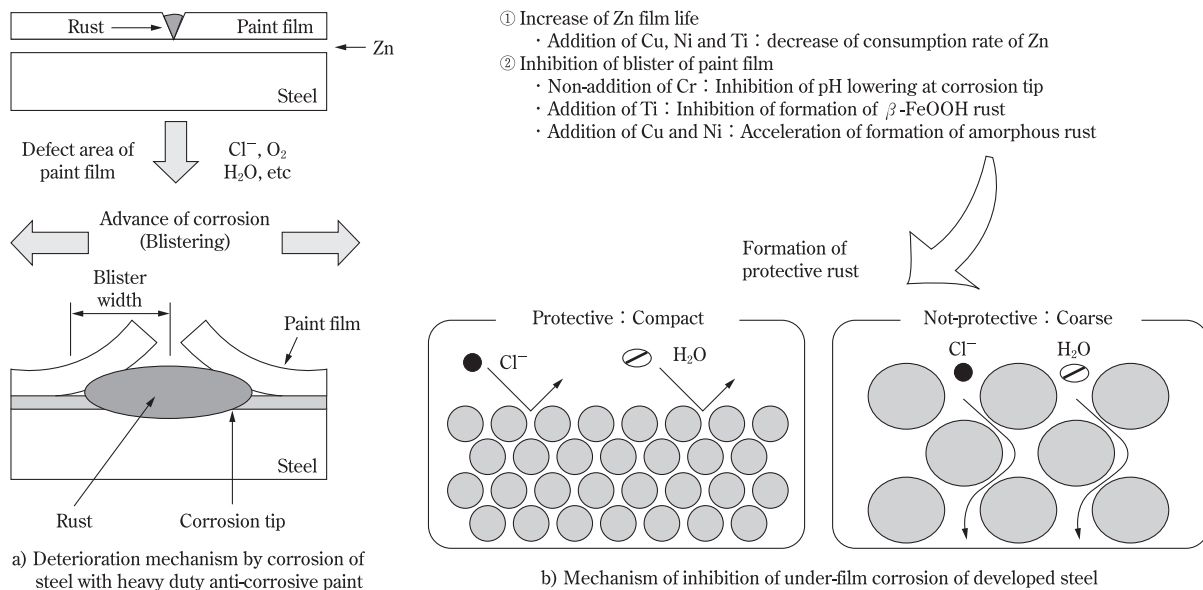 Rust
Paint film
Zn
Steel
Defect area of
paint film
Cl⁻, O₂
H₂O, etc
Advance of corrosion
(Blistering)
Blister
width
Paint film
Steel
Rust
Corrosion tip
a) Deterioration mechanism by corrosion of
steel with heavy duty anti-corrosive paint
① Increase of Zn film life
・Addition of Cu, Ni and Ti：decrease of consumption rate of Zn
② Inhibition of blister of paint film
・Non-addition of Cr：Inhibition of pH lowering at corrosion tip
・Addition of Ti：Inhibition of formation of β-FeOOH rust
・Addition of Cu and Ni：Acceleration of formation of amorphous rust
Formation of
protective rust
Protective：Compact
Cl⁻
H₂O
Not-protective：Coarse
Cl⁻
H₂O
b) Mechanism of inhibition of under-film corrosion of developed steel